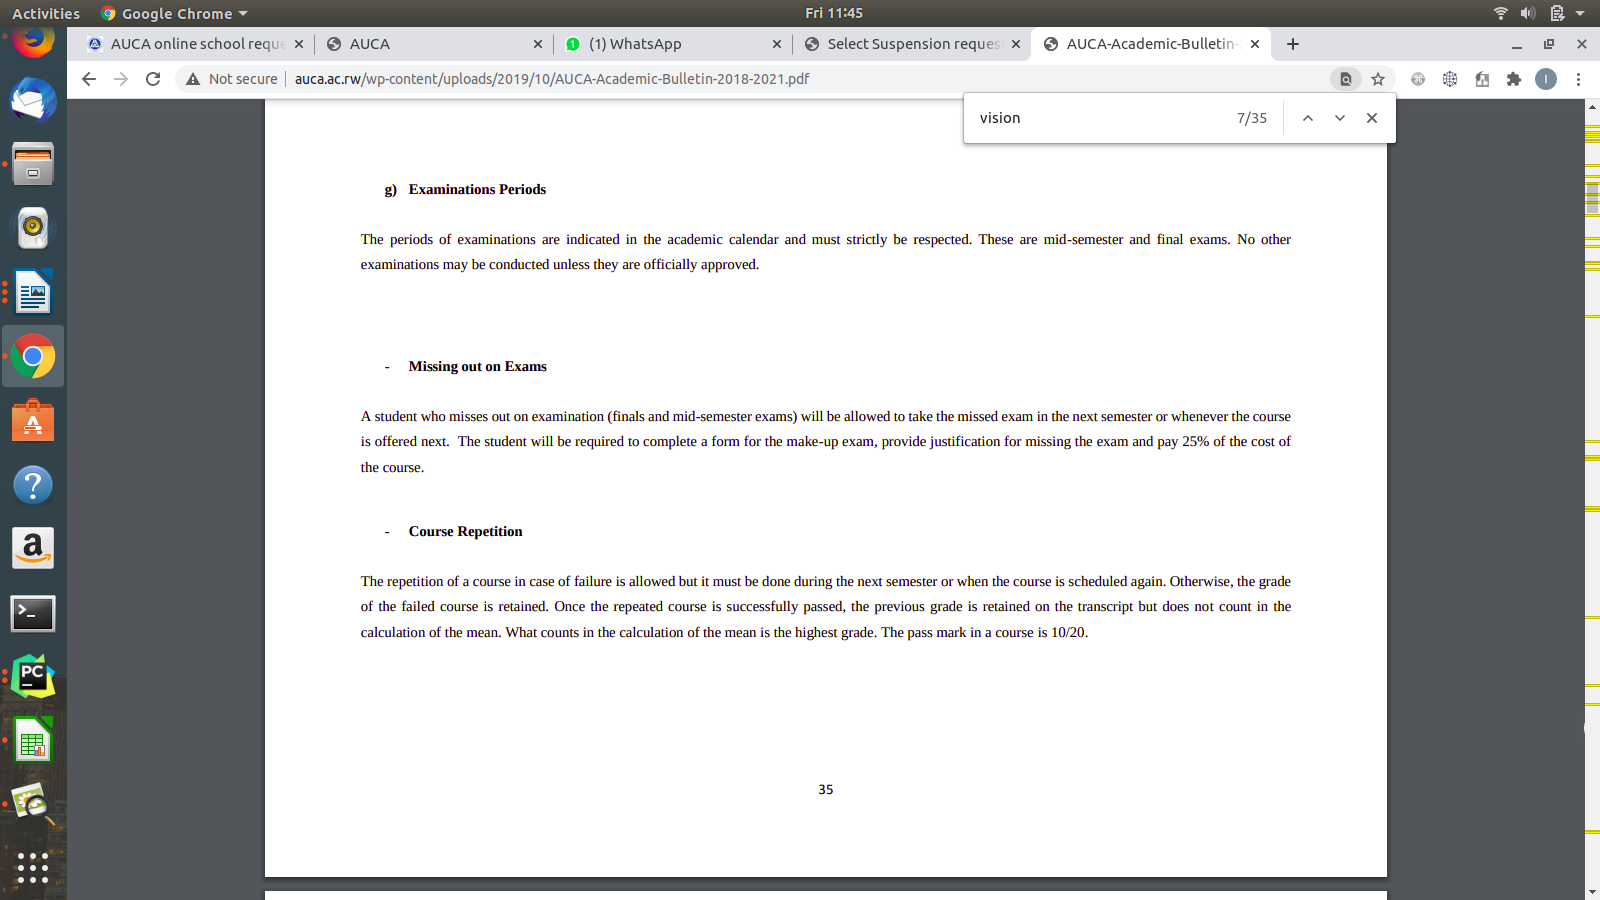 Activities Google Chrome Fri 11:45
AUCA online school reque AUCA (1) WhatsApp Select Suspension reques AUCA-Academic-Bulletin-
Not secure auca.ac.rw/wp-content/uploads/2019/10/AUCA-Academic-Bulletin-2018-2021.pdf I
vision 7/35
g) Examinations Periods
The periods of examinations are indicated in the academic calendar and must strictly be respected. These are mid-semester and final exams. No other
examinations may be conducted unless they are officially approved.
- Missing out on Exams
A student who misses out on examination (finals and mid-semester exams) will be allowed to take the missed exam in the next semester or whenever the course
is offered next. The student will be required to complete a form for the make-up exam, provide justification for missing the exam and pay 25% of the cost of
the course.
- Course Repetition
The repetition of a course in case of failure is allowed but it must be done during the next semester or when the course is scheduled again. Otherwise, the grade
of the failed course is retained. Once the repeated course is successfully passed, the previous grade is retained on the transcript but does not count in the
calculation of the mean. What counts in the calculation of the mean is the highest grade. The pass mark in a course is 10/20.
35
A
?
a
>_
PC